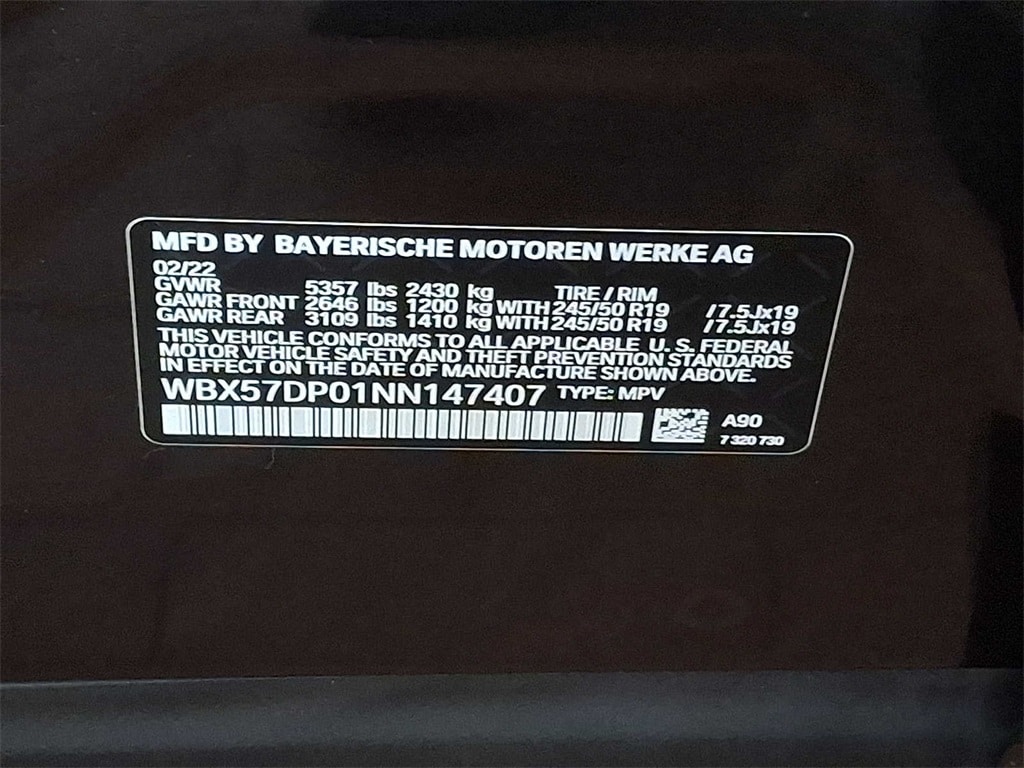 MFD BY BAYERISCHE MOTOREN WERKE AG
02/22
GVWR 5357 lbs 2430 kg TIRE / RIM
GAWR FRONT 2646 lbs 1200 kg WITH 245/50 R19 /7.5Jx19
GAWR REAR 3109 lbs 1410 kg WITH 245/50 R19 /7.5Jx19
THIS VEHICLE CONFORMS TO ALL APPLICABLE U. S. FEDERAL
MOTOR VEHICLE SAFETY AND THEFT PREVENTION STANDARDS
IN EFFECT ON THE DATE OF MANUFACTURE SHOWN ABOVE.
WBX57DP01NN147407 TYPE: MPV
A90
7 320 730